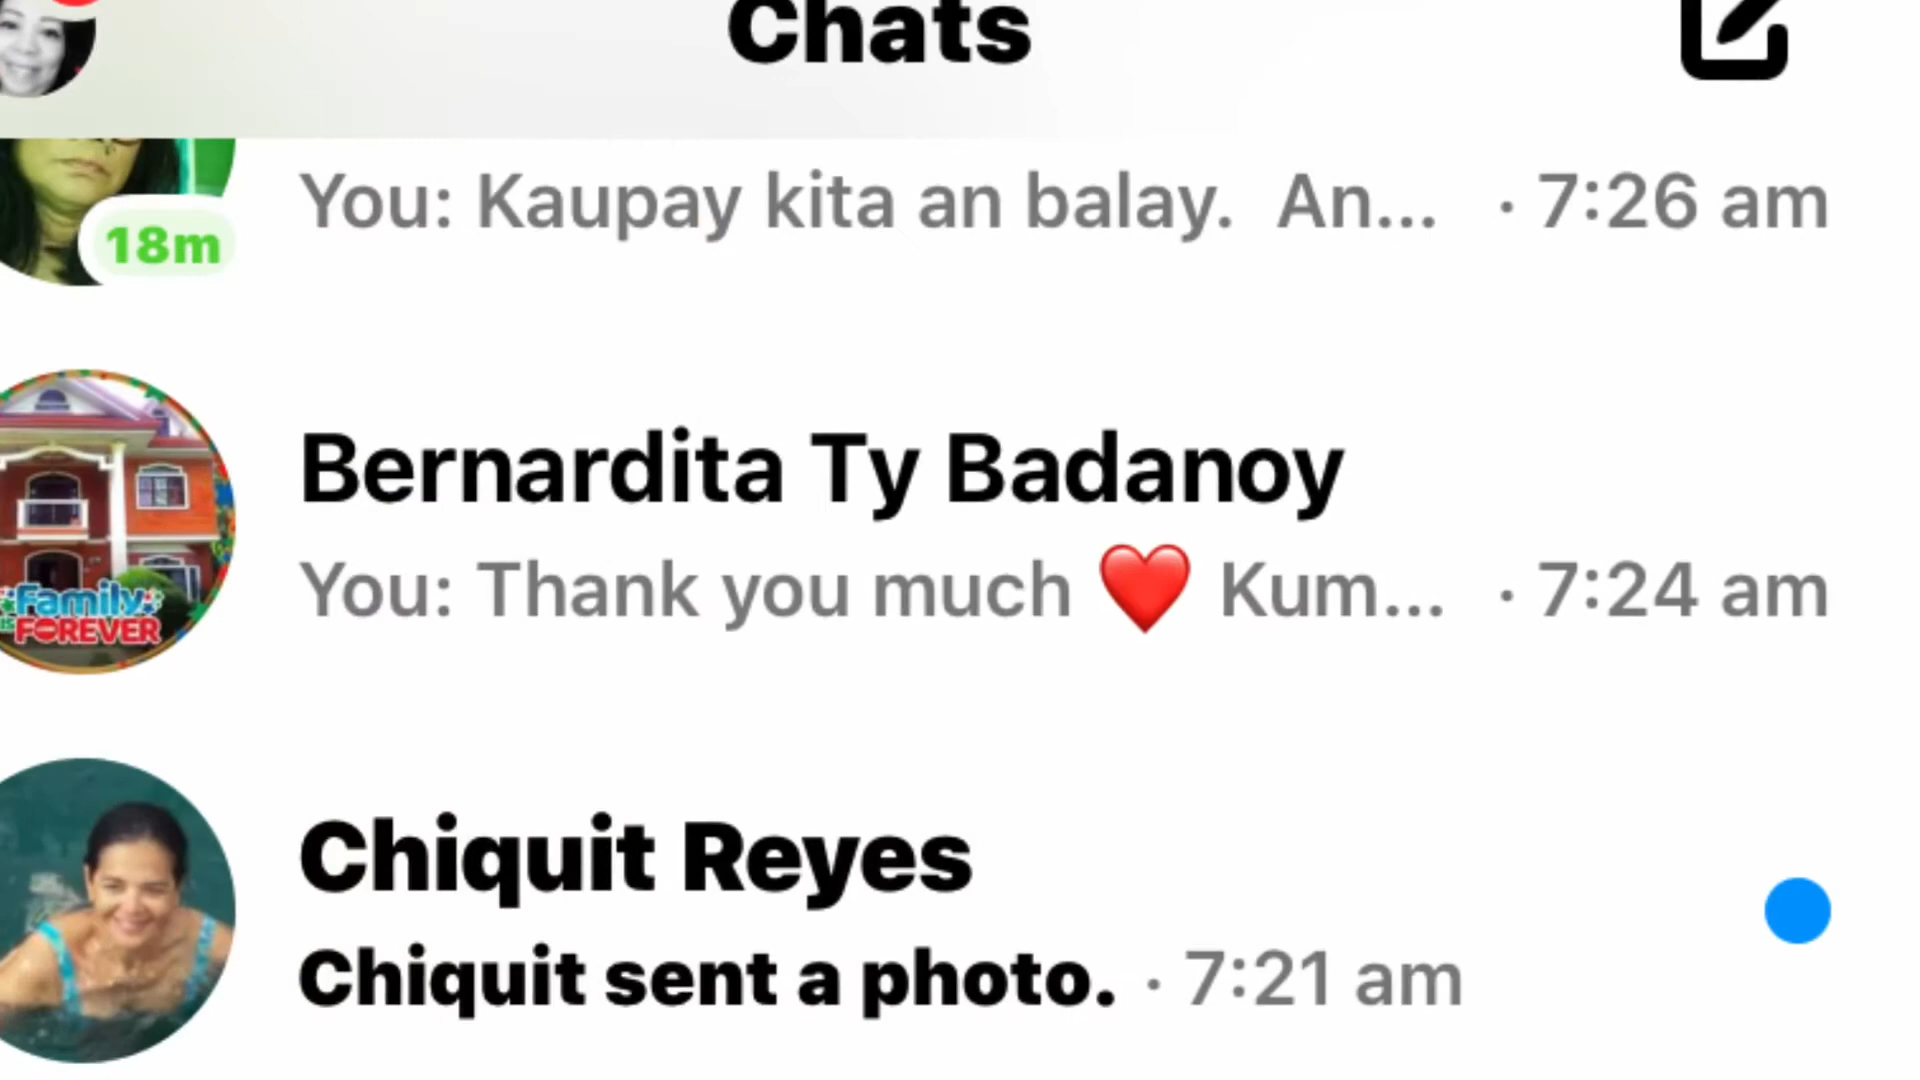 Chats
You: Kaupay kita an balay. An... · 7:26 am
18m
Bernardita Ty Badanoy
You: Thank you much ❤️ Kum... · 7:24 am
Family
IS FOREVER
Chiquit Reyes
Chiquit sent a photo. · 7:21 am